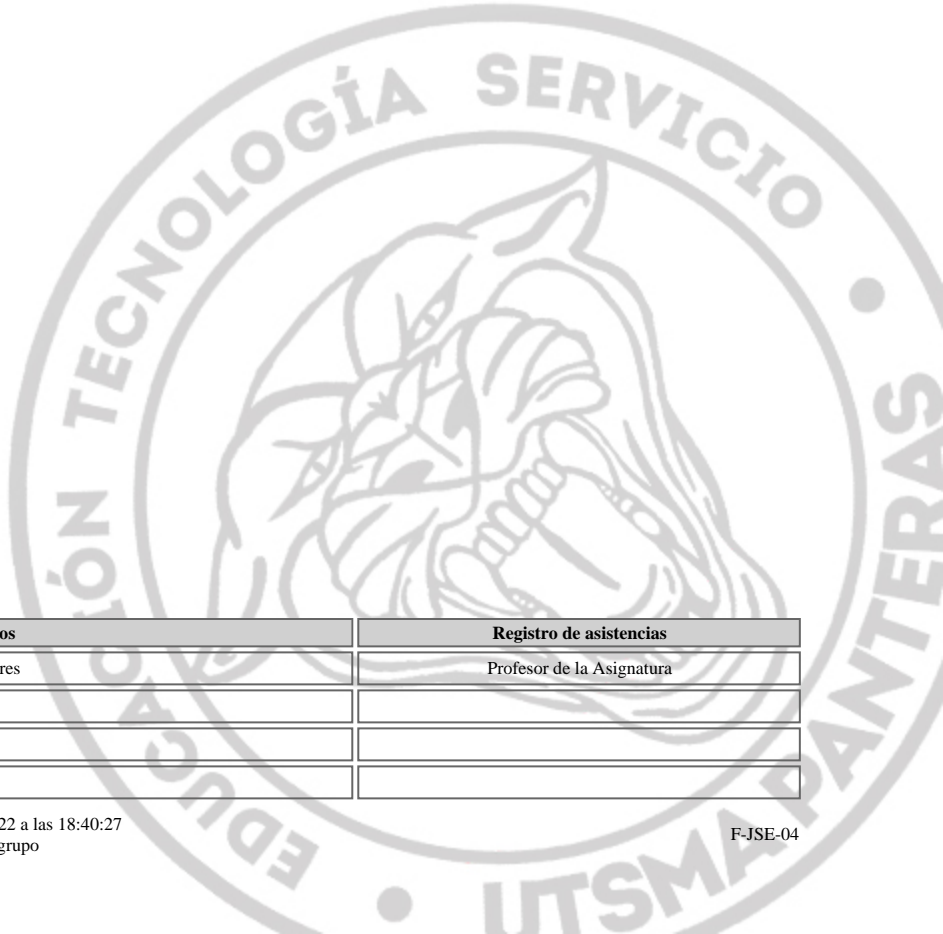 EDUCACIÓN TECNOLOGÍA SERVICIO
UTSMA PANTERAS
os Registro de asistencias
res Profesor de la Asignatura
22 a las 18:40:27
grupo F-JSE-04